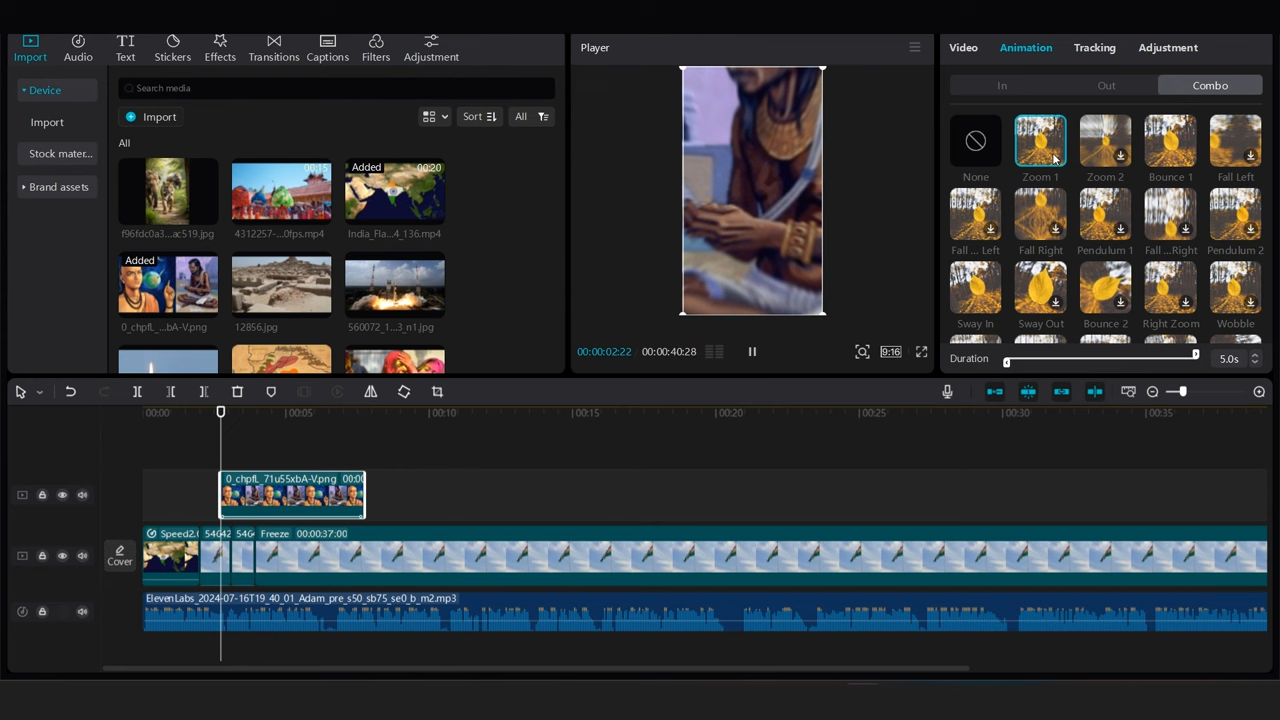 Import Audio Text Stickers Effects Transitions Captions Filters Adjustment
Device
Import
Stock mater...
Brand assets
Search media
Import
Sort
All
All
00:15
Added
00:20
f96fdc0a3...ac519.jpg
4312257-...0fps.mp4
India_Fla...4_136.mp4
Added
0_chpfL_...bA-V.png
12856.jpg
560072_1...3_n1.jpg
Player
00:00:02:22
00:00:40:28
9:16
Video Animation Tracking Adjustment
In Out Combo
None Zoom 1 Zoom 2 Bounce 1 Fall Left
Fall ... Left Fall Right Pendulum 1 Fall ...Right Pendulum 2
Sway In Sway Out Bounce 2 Right Zoom Wobble
Duration
5.0s
00:00 00:05 00:10 00:15 00:20 00:25 00:30 00:35
0_chpfL_71u55xbA-V.png 00:00
Cover
Speed2. 54642 546 Freeze 00:00:37:00
ElevenLabs_2024-07-16T19_40_01_Adam_pre_s50_sb75_se0_b_m2.mp3